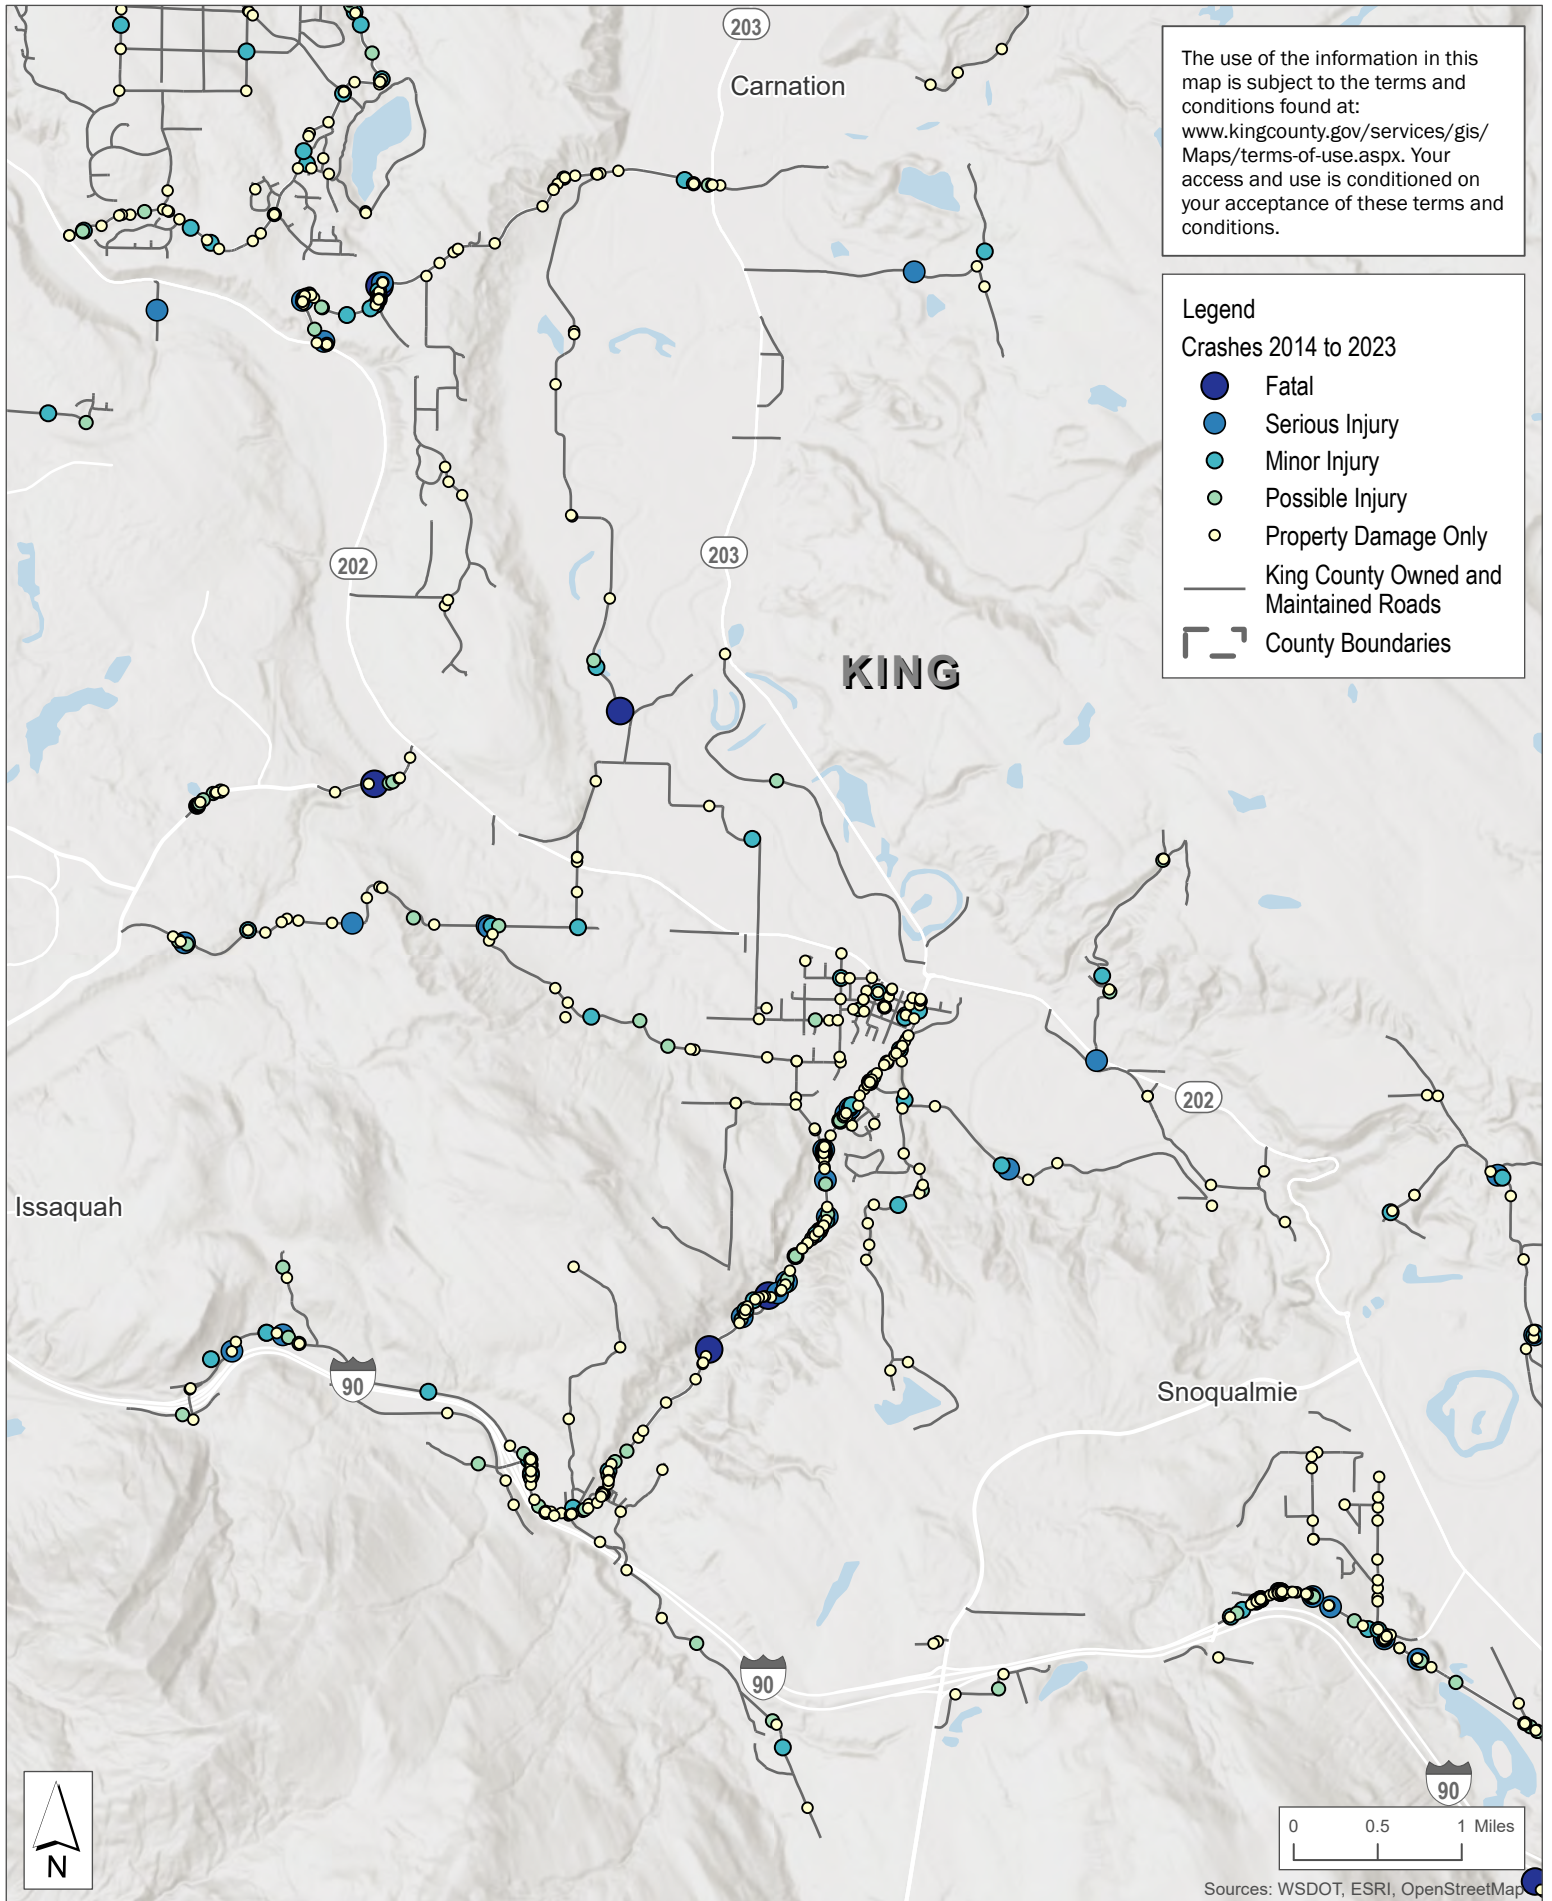 203
Carnation
The use of the information in this
map is subject to the terms and
conditions found at:
www.kingcounty.gov/services/gis/
Maps/terms-of-use.aspx. Your
access and use is conditioned on
your acceptance of these terms and
conditions.
Legend
Crashes 2014 to 2023
Fatal
Serious Injury
Minor Injury
Possible Injury
Property Damage Only
King County Owned and
Maintained Roads
County Boundaries
202
203
KING
202
Issaquah
90
Snoqualmie
90
90
N
0 0.5 1 Miles
Sources: WSDOT, ESRI, OpenStreetMap